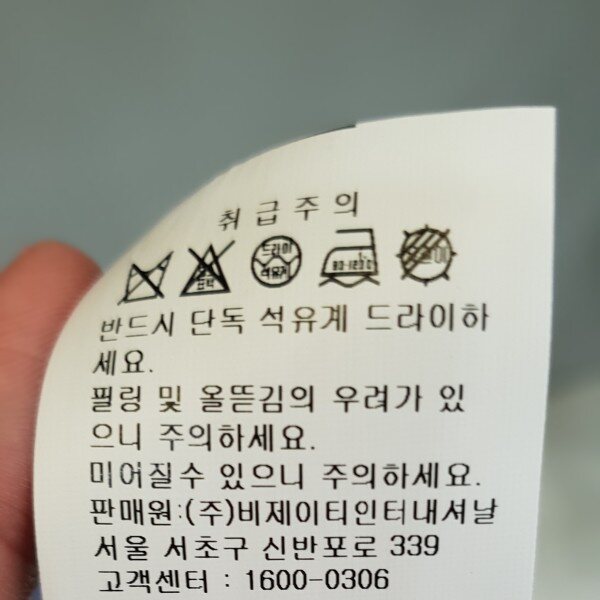 취급주의
드라이
석유계
80~120℃
반드시 단독 석유계 드라이하
세요.
필링 및 올뜯김의 우려가 있
으니 주의하세요.
미어질수 있으니 주의하세요.
판매원:(주)비제이티인터내셔날
서울 서초구 신반포로 339
고객센터 : 1600-0306